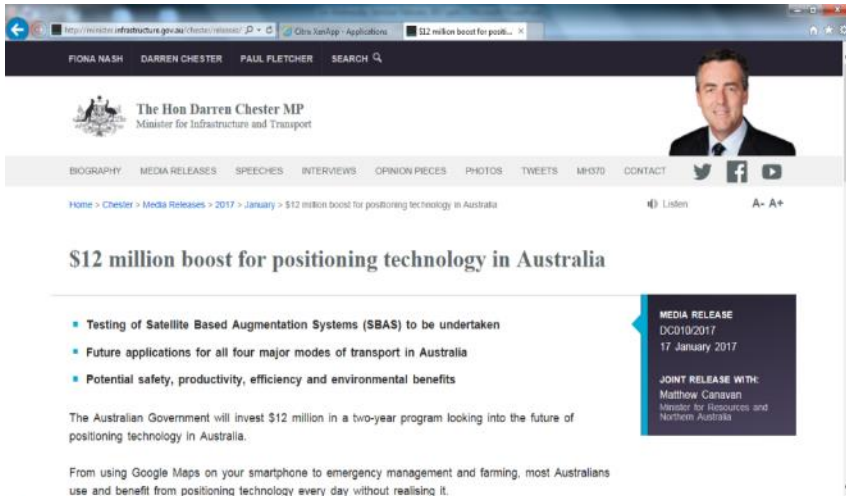 http://minister.infrastructure.gov.au/chester/releases/
Citrix XenApp - Applications
$12 million boost for positi...
FIONA NASH DARREN CHESTER PAUL FLETCHER SEARCH
The Hon Darren Chester MP
Minister for Infrastructure and Transport
BIOGRAPHY MEDIA RELEASES SPEECHES INTERVIEWS OPINION PIECES PHOTOS TWEETS MH370 CONTACT
Home > Chester > Media Releases > 2017 > January > $12 million boost for positioning technology in Australia
Listen A- A+
$12 million boost for positioning technology in Australia
Testing of Satellite Based Augmentation Systems (SBAS) to be undertaken
Future applications for all four major modes of transport in Australia
Potential safety, productivity, efficiency and environmental benefits
The Australian Government will invest $12 million in a two-year program looking into the future of
positioning technology in Australia.
From using Google Maps on your smartphone to emergency management and farming, most Australians
use and benefit from positioning technology every day without realising it.
MEDIA RELEASE
DC010/2017
17 January 2017
JOINT RELEASE WITH:
Matthew Canavan
Minister for Resources and
Northern Australia